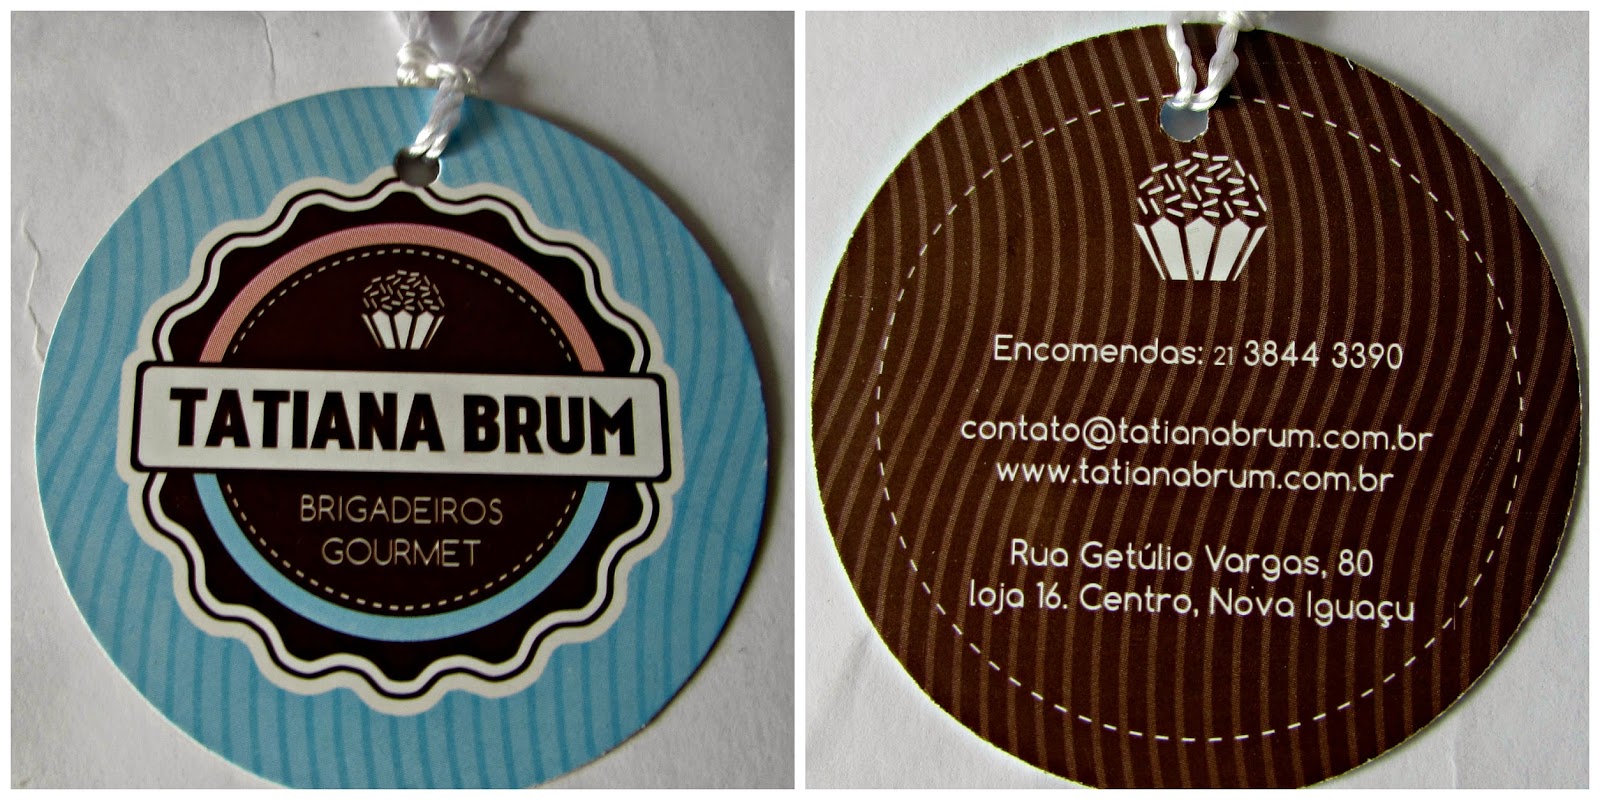 TATIANA BRUM
BRIGADEIROS
GOURMET
Encomendas: 21 3844 3390
contato@tatianabrum.com.br
www.tatianabrum.com.br
Rua Getúlio Vargas, 80
loja 16. Centro, Nova Iguaçu